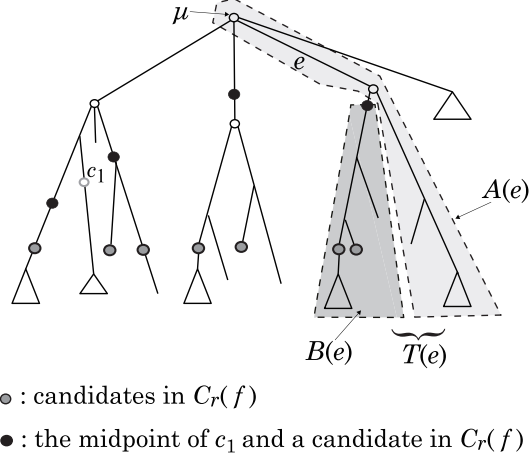 μ
e
c₁
A(e)
B(e)
T(e)
: candidates in Cᵣ(f)
: the midpoint of c₁ and a candidate in Cᵣ(f)